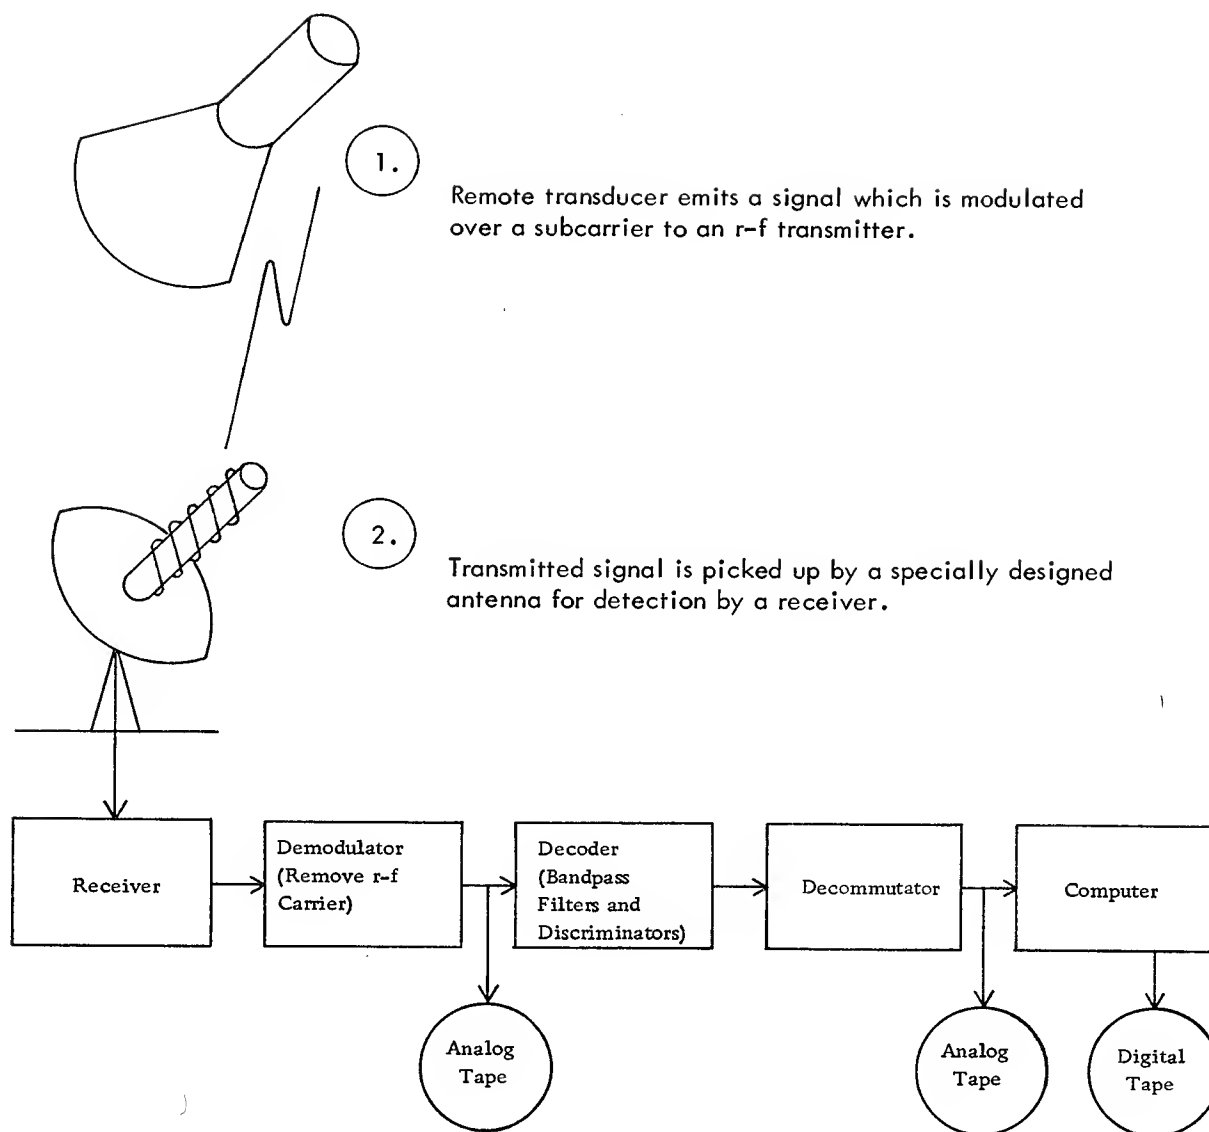 1.
Remote transducer emits a signal which is modulated
over a subcarrier to an r-f transmitter.
2.
Transmitted signal is picked up by a specially designed
antenna for detection by a receiver.
Receiver
Demodulator
(Remove r-f
Carrier)
Decoder
(Bandpass
Filters and
Discriminators)
Decommutator
Computer
Analog
Tape
Analog
Tape
Digital
Tape